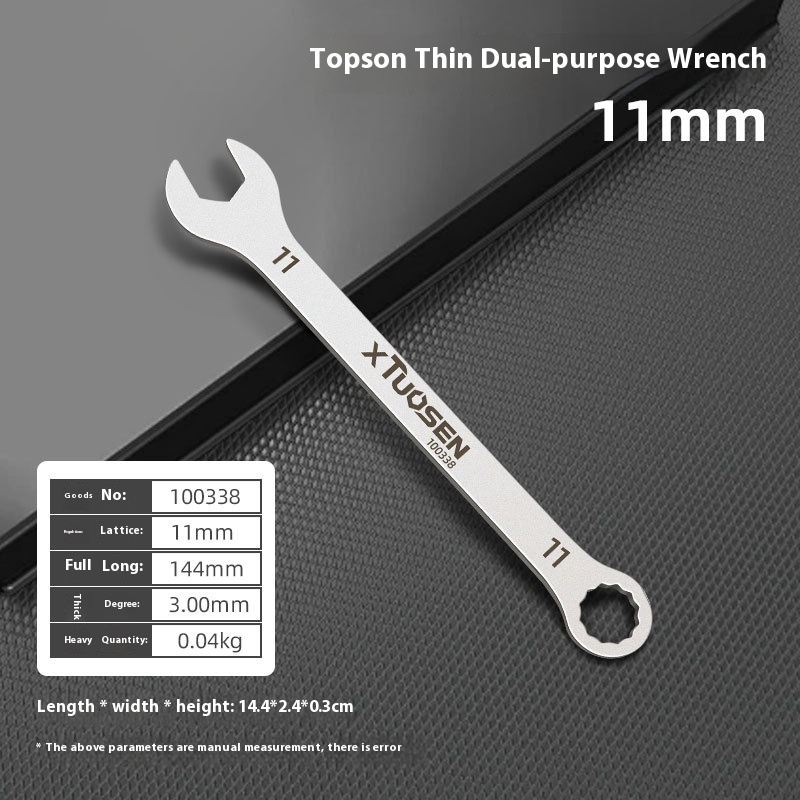 Topson Thin Dual-purpose Wrench
11mm
11
XTUOSEN
100338
11
Goods No: 100338
Lattice: 11mm
Full Long: 144mm
Thick Degree: 3.00mm
Heavy Quantity: 0.04kg
Length * width * height: 14.4*2.4*0.3cm
* The above parameters are manual measurement, there is error